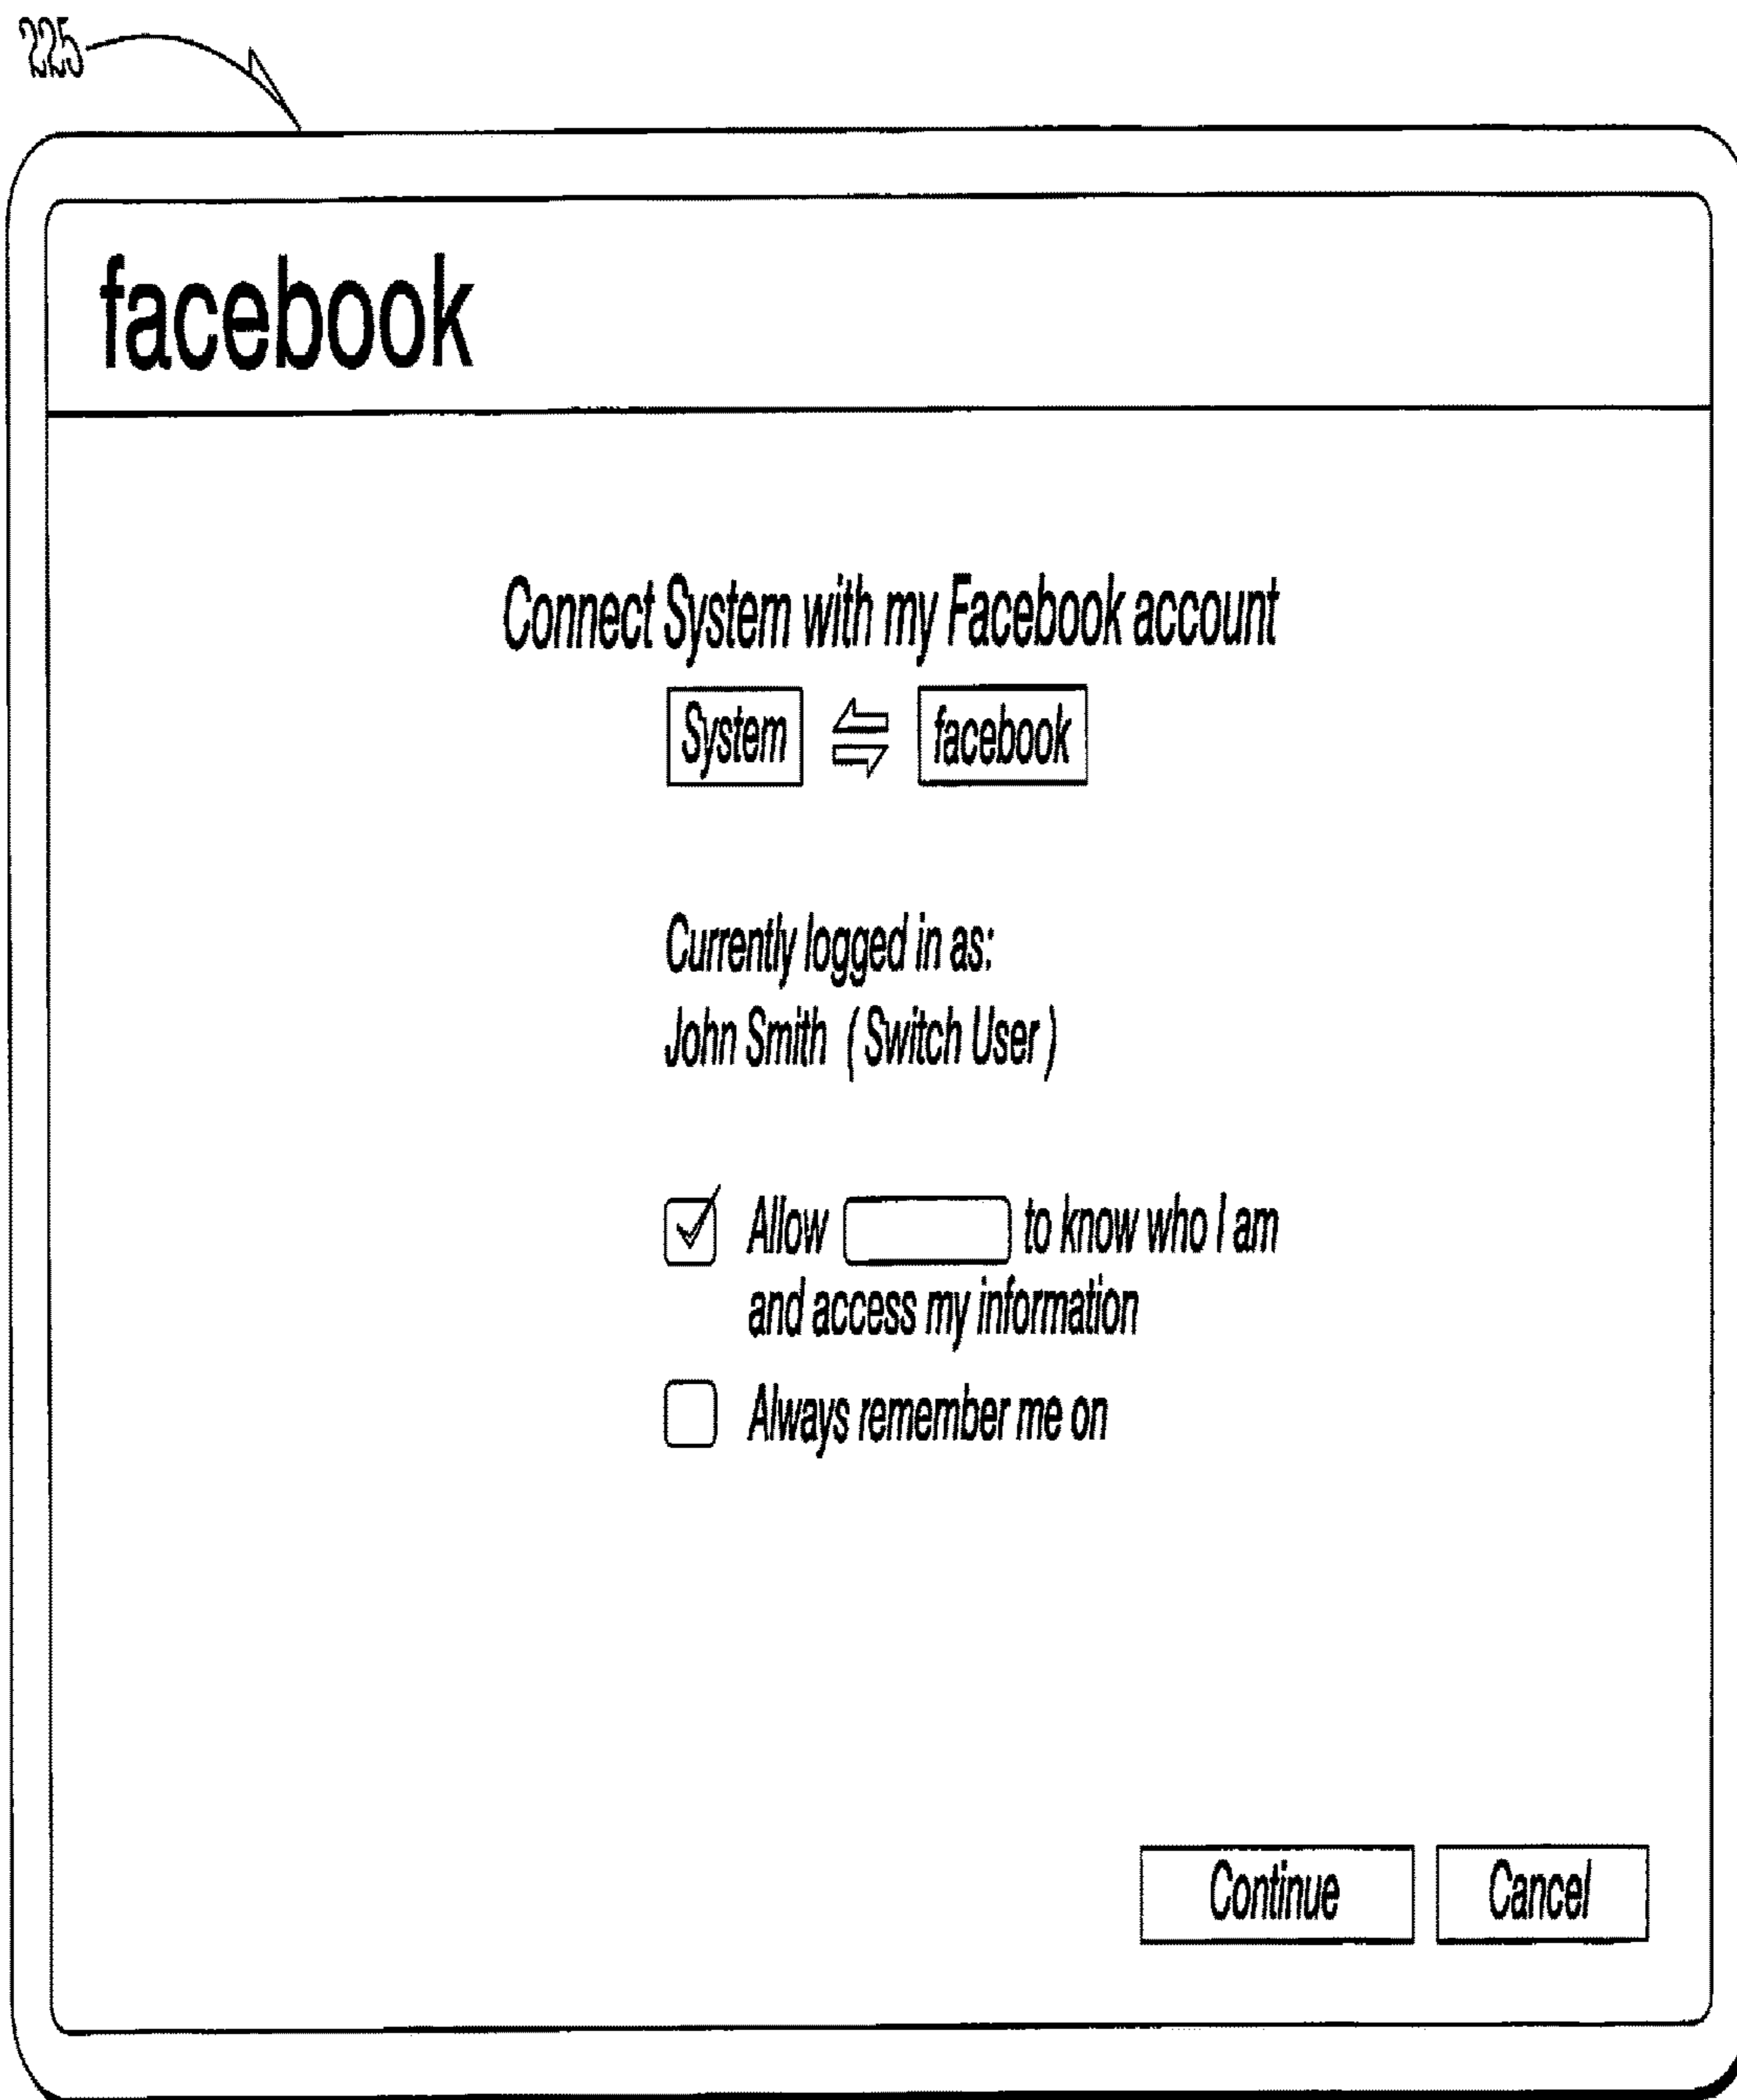 225
facebook
Connect System with my Facebook account
System facebook
Currently logged in as:
John Smith (Switch User)
Allow to know who I am
and access my information
Always remember me on
Continue Cancel